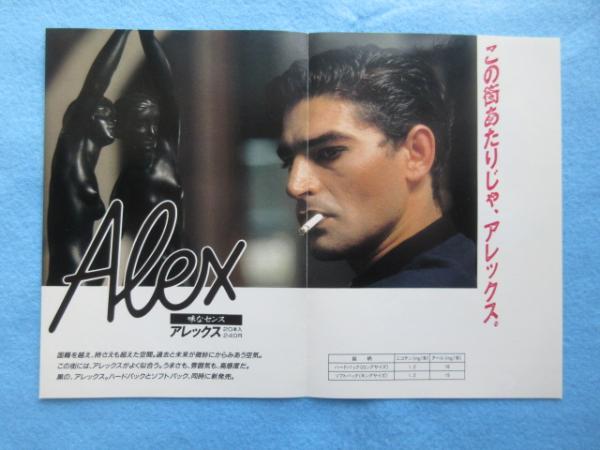 この街あたりじゃ、アレックス。
Alex
味なセンス
アレックス 20本入 240円
国籍を越え、時さえも超えた空間。過去と未来が微妙にからみあう空気。
この街には、アレックスがよく似合う。うまさも、雰囲気も、高感度だ。
黒の、アレックス。ハードパックとソフトパック、同時に新発売。
銘 柄 ニコチン(mg/本) タール(mg/本)
ハードパック(ロングサイズ) 1.2
ソフトパック(キングサイズ) 1.2